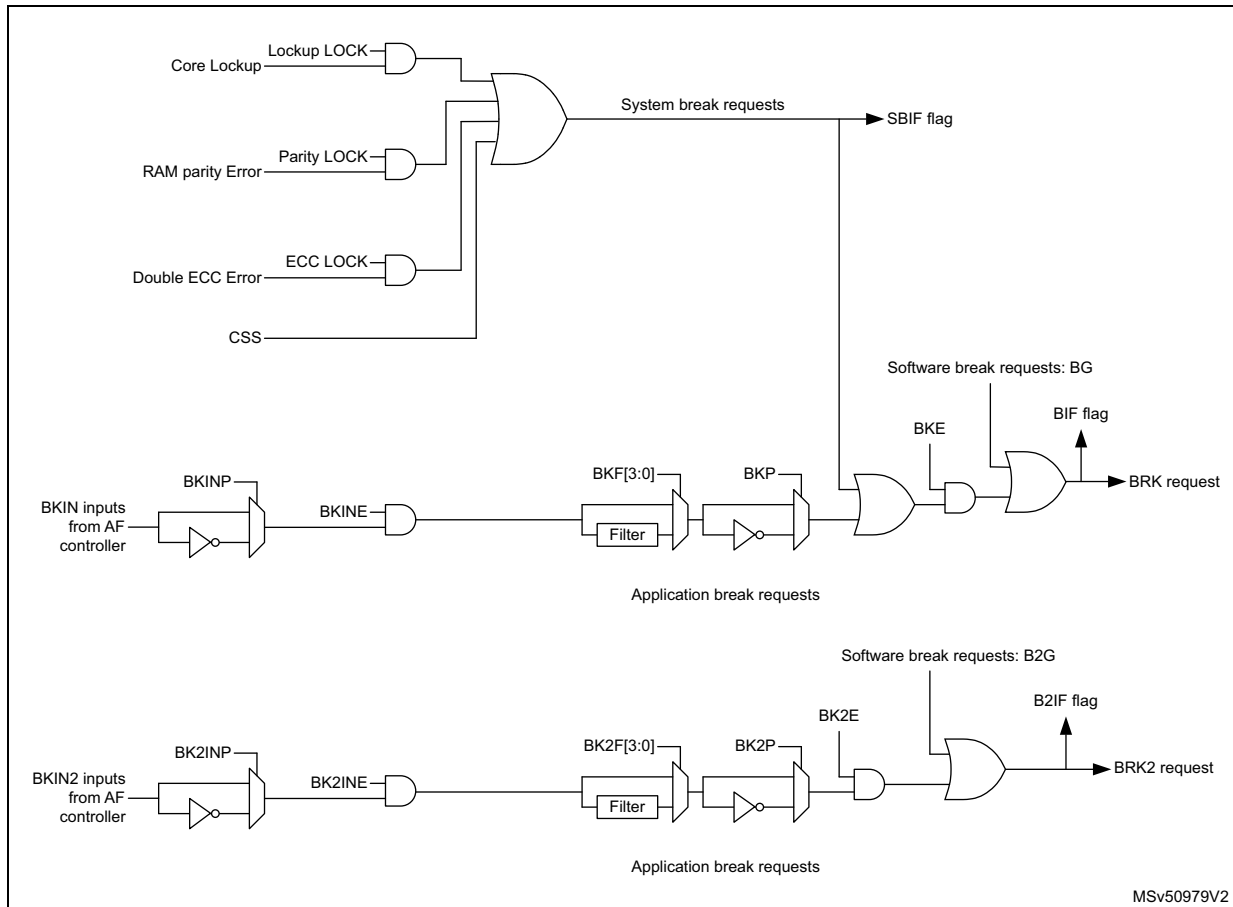 Lockup LOCK
Core Lockup
System break requests
SBIF flag
Parity LOCK
RAM parity Error
ECC LOCK
Double ECC Error
CSS
Software break requests: BG
BIF flag
BKE
BKINP
BKF[3:0]
BKP
BRK request
BKIN inputs
from AF
controller
BKINE
Filter
Application break requests
Software break requests: B2G
B2IF flag
BK2E
BK2INP
BK2F[3:0]
BK2P
BRK2 request
BKIN2 inputs
from AF
controller
BK2INE
Filter
Application break requests
MSv50979V2